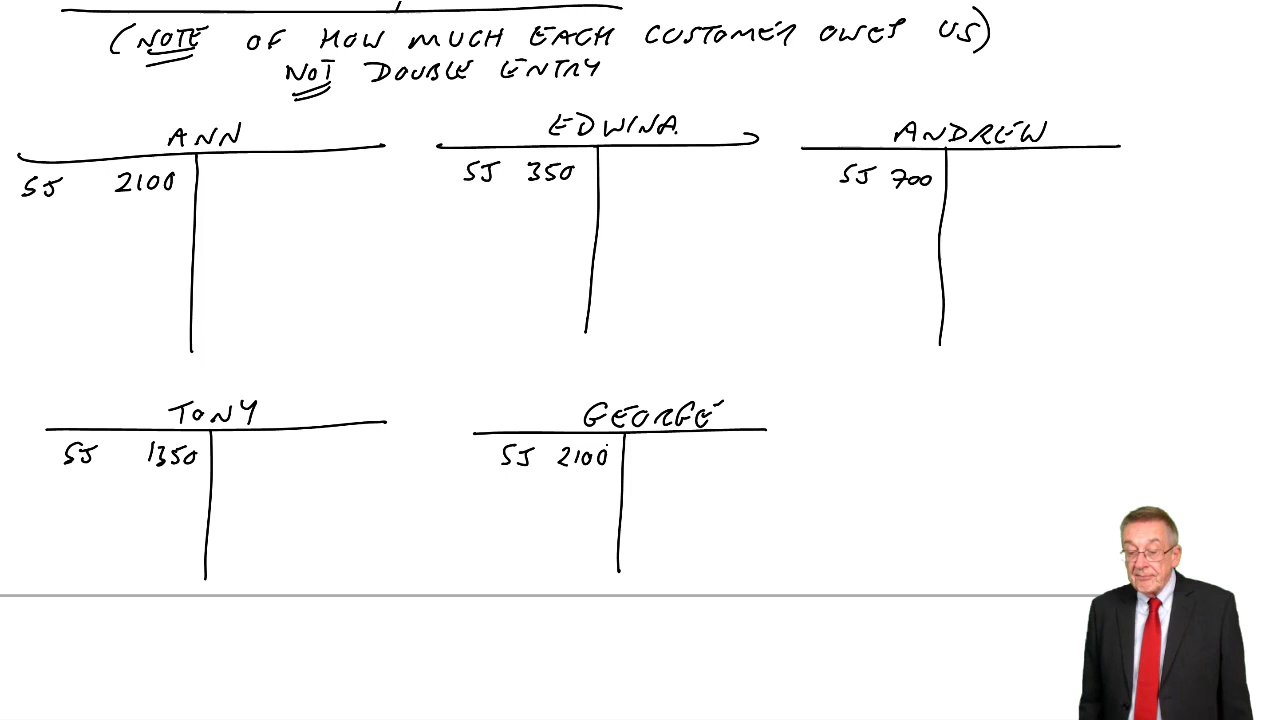 (NOTE OF HOW MUCH EACH CUSTOMER OWES US)
NOT DOUBLE ENTRY
ANN
SJ 2100
EDWINA
SJ 350
ANDREW
SJ 700
TONY
SJ 1350
GEORGE
SJ 2100